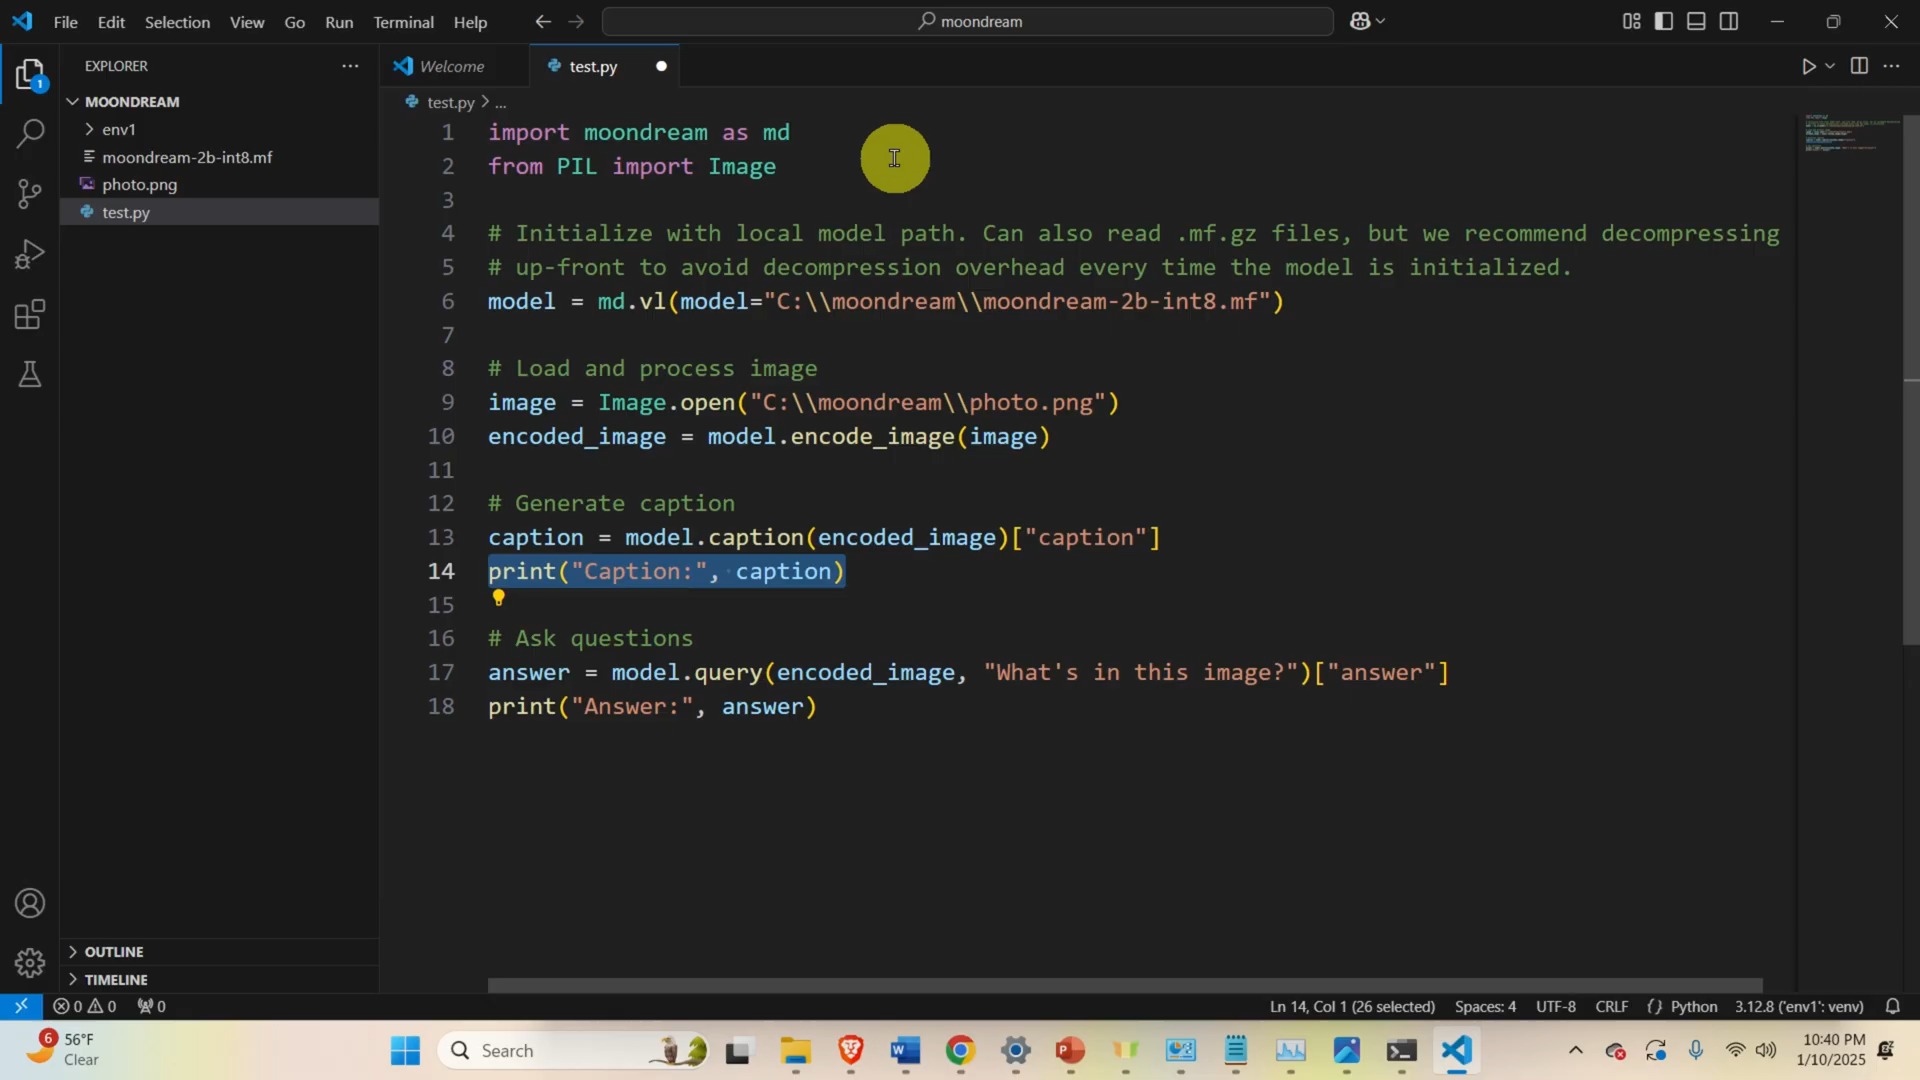 File Edit Selection View Go Run Terminal Help
moondream
EXPLORER
Welcome
test.py
1
MOONDREAM
env1
moondream-2b-int8.mf
photo.png
test.py
test.py > ...
1 import moondream as md
2 from PIL import Image
3
4 # Initialize with local model path. Can also read .mf.gz files, but we recommend decompressing
5 # up-front to avoid decompression overhead every time the model is initialized.
6 model = md.vl(model="C:\\moondream\\moondream-2b-int8.mf")
7
8 # Load and process image
9 image = Image.open("C:\\moondream\\photo.png")
10 encoded_image = model.encode_image(image)
11
12 # Generate caption
13 caption = model.caption(encoded_image)["caption"]
14 print("Caption:", caption)
15
16 # Ask questions
17 answer = model.query(encoded_image, "What's in this image?")["answer"]
18 print("Answer:", answer)
OUTLINE
TIMELINE
0 0 0
Ln 14, Col 1 (26 selected) Spaces: 4 UTF-8 CRLF {} Python 3.12.8 ('env1': venv)
6
56°F
Clear
Search
10:40 PM
1/10/2025